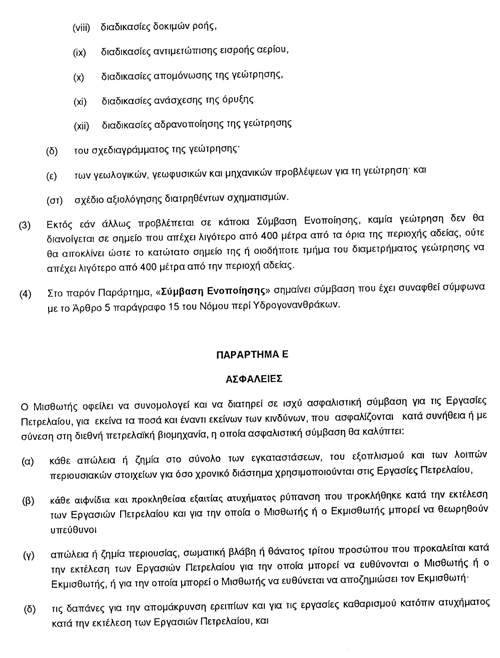 (viii) διαδικασίες δοκιμών ροής,
(ix) διαδικασίες αντιμετώπισης εισροής αερίου,
(x) διαδικασίες απομόνωσης της γεώτρησης,
(xi) διαδικασίες ανάσχεσης της όρυξης
(xii) διαδικασίες αδρανοποίησης της γεώτρησης
(δ) του σχεδιαγράμματος της γεώτρησης·
(ε) των γεωλογικών, γεωφυσικών και μηχανικών προβλέψεων για τη γεώτρηση· και
(στ) σχέδιο αξιολόγησης διατρηθέντων σχηματισμών.
(3) Εκτός εάν άλλως προβλέπεται σε κάποια Σύμβαση Ενοποίησης, καμία γεώτρηση δεν θα
διανοίγεται σε σημείο που απέχει λιγότερο από 400 μέτρα από τα όρια της περιοχής αδείας, ούτε
θα αποκλίνει ώστε το κατώτατο σημείο της ή οιοδήποτε τμήμα του διαμετρήματος γεώτρησης να
απέχει λιγότερο από 400 μέτρα από την περιοχή αδείας.
(4) Στο παρόν Παράρτημα, «Σύμβαση Ενοποίησης» σημαίνει σύμβαση που έχει συναφθεί σύμφωνα
με το Άρθρο 5 παράγραφο 15 του Νόμου περί Υδρογονανθράκων.
ΠΑΡΑΡΤΗΜΑ Ε
ΑΣΦΑΛΕΙΕΣ
Ο Μισθωτής οφείλει να συνομολογεί και να διατηρεί σε ισχύ ασφαλιστική σύμβαση για τις Εργασίες
Πετρελαίου, για εκείνα τα ποσά και έναντι εκείνων των κινδύνων, που ασφαλίζονται κατά συνήθεια ή με
σύνεση στη διεθνή πετρελαϊκή βιομηχανία, η οποία ασφαλιστική σύμβαση θα καλύπτει:
(α) κάθε απώλεια ή ζημία στο σύνολο των εγκαταστάσεων, του εξοπλισμού και των λοιπών
περιουσιακών στοιχείων για όσο χρονικό διάστημα χρησιμοποιούνται στις Εργασίες Πετρελαίου,
(β) κάθε αιφνίδια και προκληθείσα εξαιτίας ατυχήματος ρύπανση που προκλήθηκε κατά την εκτέλεση
των Εργασιών Πετρελαίου και για την οποία ο Μισθωτής ή ο Εκμισθωτής μπορεί να θεωρηθούν
υπεύθυνοι
(γ) απώλεια ή ζημία περιουσίας, σωματική βλάβη ή θάνατος τρίτου προσώπου που προκαλείται κατά
την εκτέλεση των Εργασιών Πετρελαίου για την οποία μπορεί να ευθύνονται ο Μισθωτής ή ο
Εκμισθωτής, ή για την οποία μπορεί ο Μισθωτής να ευθύνεται να αποζημιώσει τον Εκμισθωτή·
(δ) τις δαπάνες για την απομάκρυνση ερειπίων και για τις εργασίες καθαρισμού κατόπιν ατυχήματος
κατά την εκτέλεση των Εργασιών Πετρελαίου, και